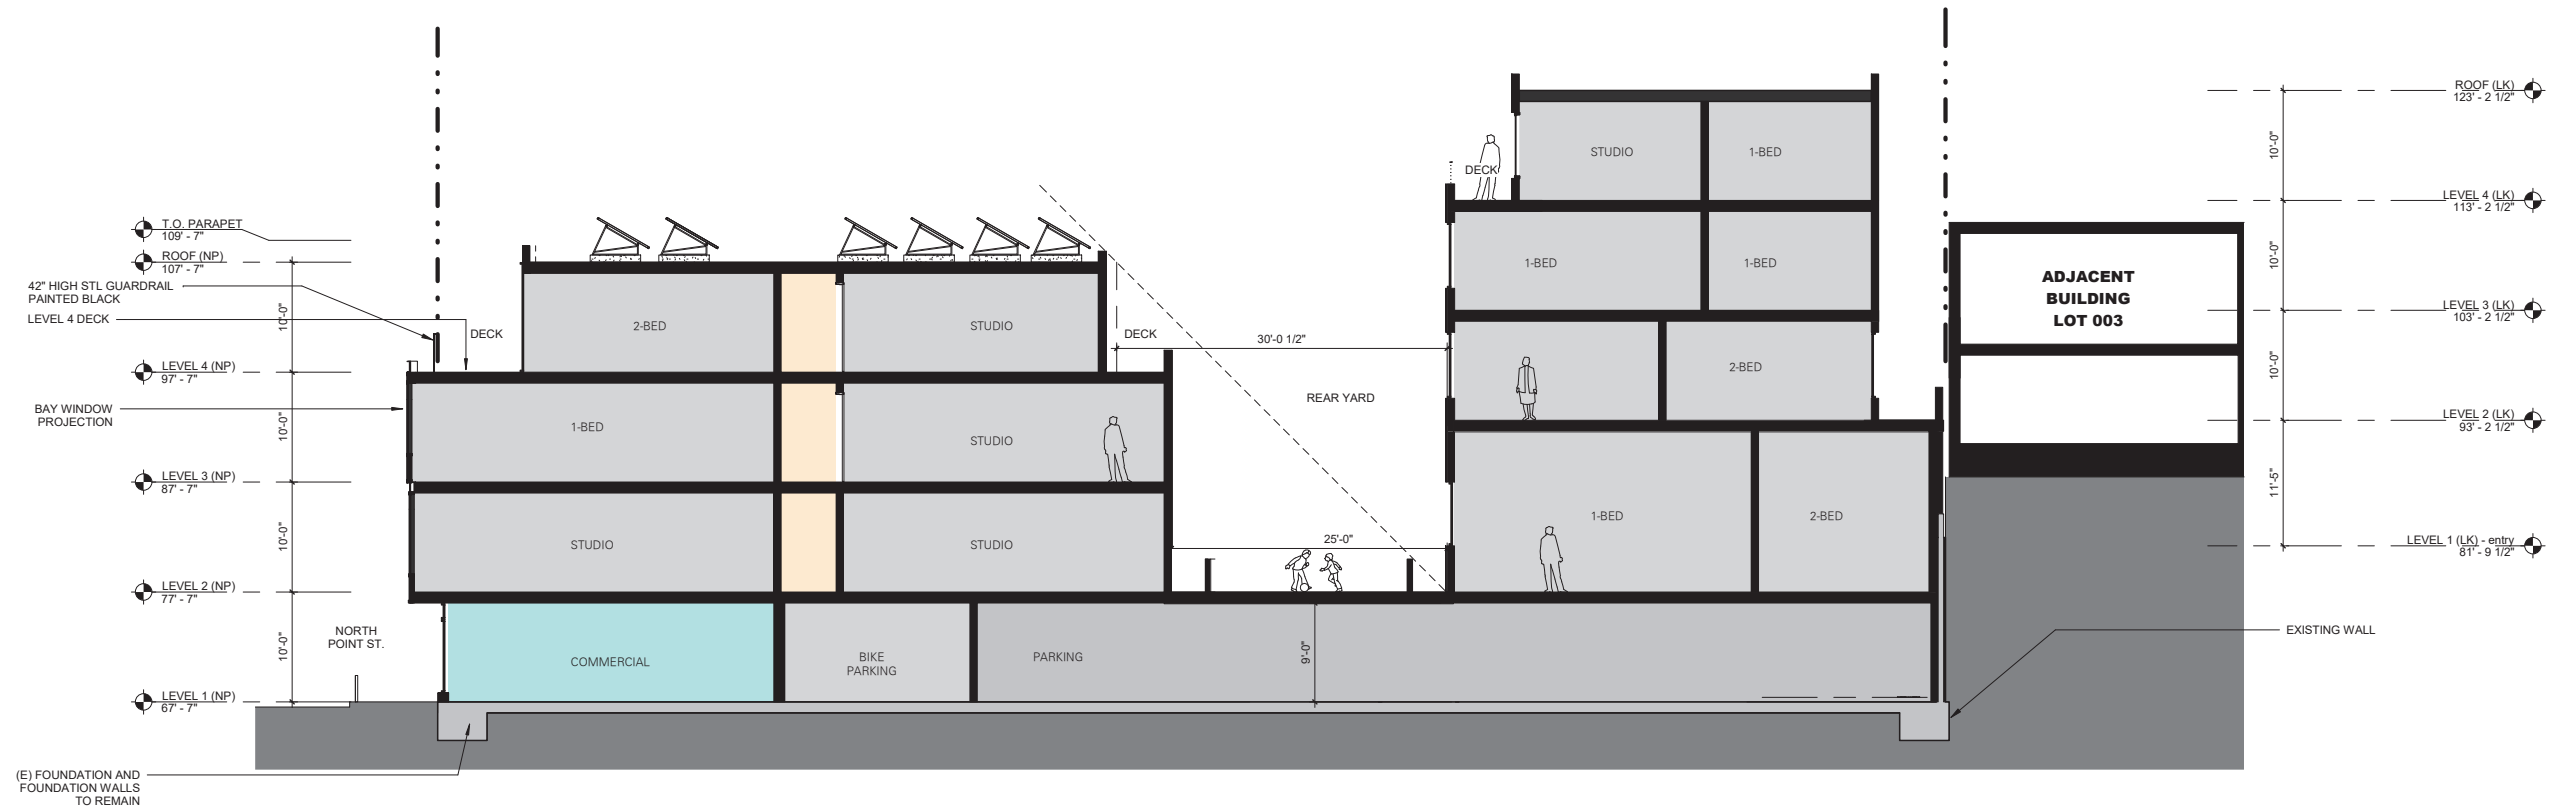 T.O. PARAPET
109' - 7"
ROOF (NP)
107' - 7"
42" HIGH STL GUARDRAIL
PAINTED BLACK
LEVEL 4 DECK
LEVEL 4 (NP)
97' - 7"
BAY WINDOW
PROJECTION
LEVEL 3 (NP)
87' - 7"
LEVEL 2 (NP)
77' - 7"
NORTH
POINT ST.
LEVEL 1 (NP)
67' - 7"
(E) FOUNDATION AND
FOUNDATION WALLS
TO REMAIN
10'-0"
10'-0"
10'-0"
10'-0"
DECK
2-BED
STUDIO
DECK
1-BED
STUDIO
STUDIO
STUDIO
COMMERCIAL
BIKE
PARKING
PARKING
9'-0"
30'-0 1/2"
REAR YARD
25'-0"
DECK
STUDIO
1-BED
1-BED
1-BED
2-BED
1-BED
2-BED
ADJACENT
BUILDING
LOT 003
10'-0"
10'-0"
10'-0"
11'-5"
ROOF (LK)
123' - 2 1/2"
LEVEL 4 (LK)
113' - 2 1/2"
LEVEL 3 (LK)
103' - 2 1/2"
LEVEL 2 (LK)
93' - 2 1/2"
LEVEL 1 (LK) - entry
81' - 9 1/2"
EXISTING WALL